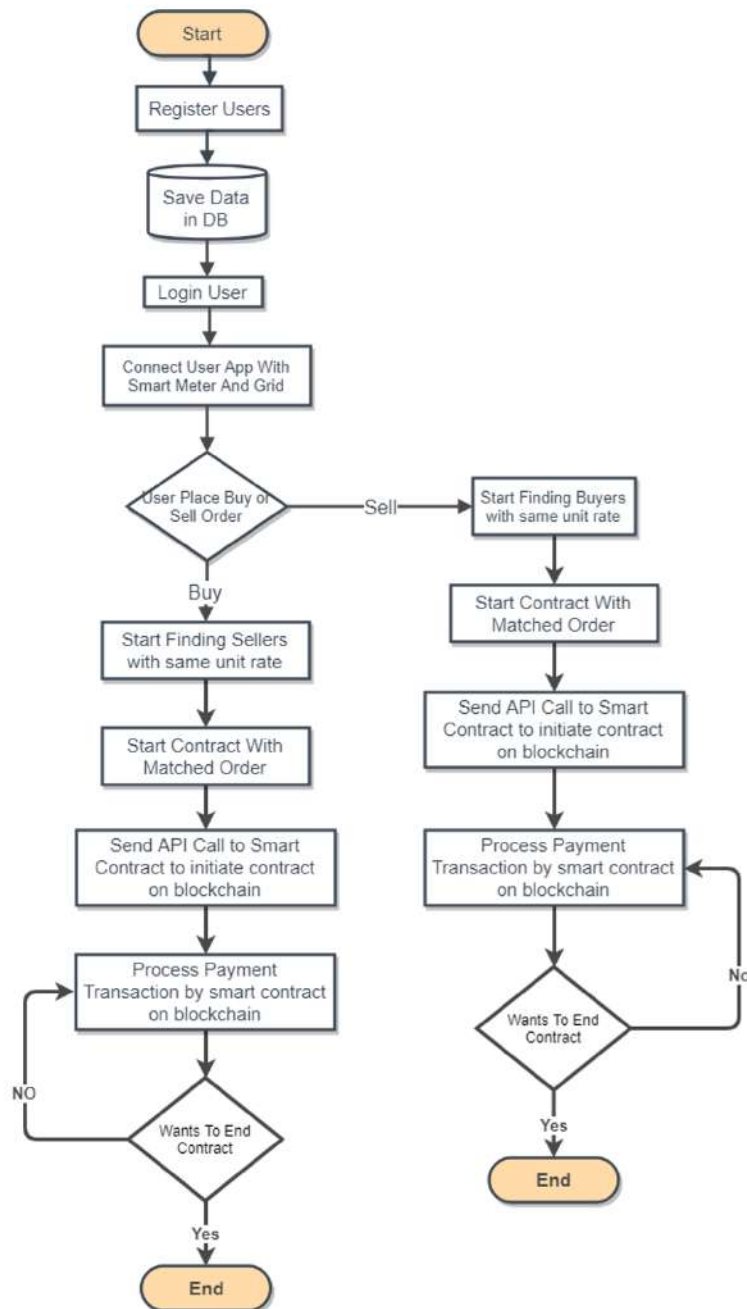 Start
Register Users
Save Data
in DB
Login User
Connect User App With
Smart Meter And Grid
User Place Buy or
Sell Order
Sell
Buy
Start Finding Sellers
with same unit rate
Start Contract With
Matched Order
Send API Call to Smart
Contract to initiate contract
on blockchain
Process Payment
Transaction by smart contract
on blockchain
NO
Wants To End
Contract
Yes
End
Start Finding Buyers
with same unit rate
Start Contract With
Matched Order
Send API Call to Smart
Contract to initiate contract
on blockchain
Process Payment
Transaction by smart contract
on blockchain
No
Wants To End
Contract
Yes
End